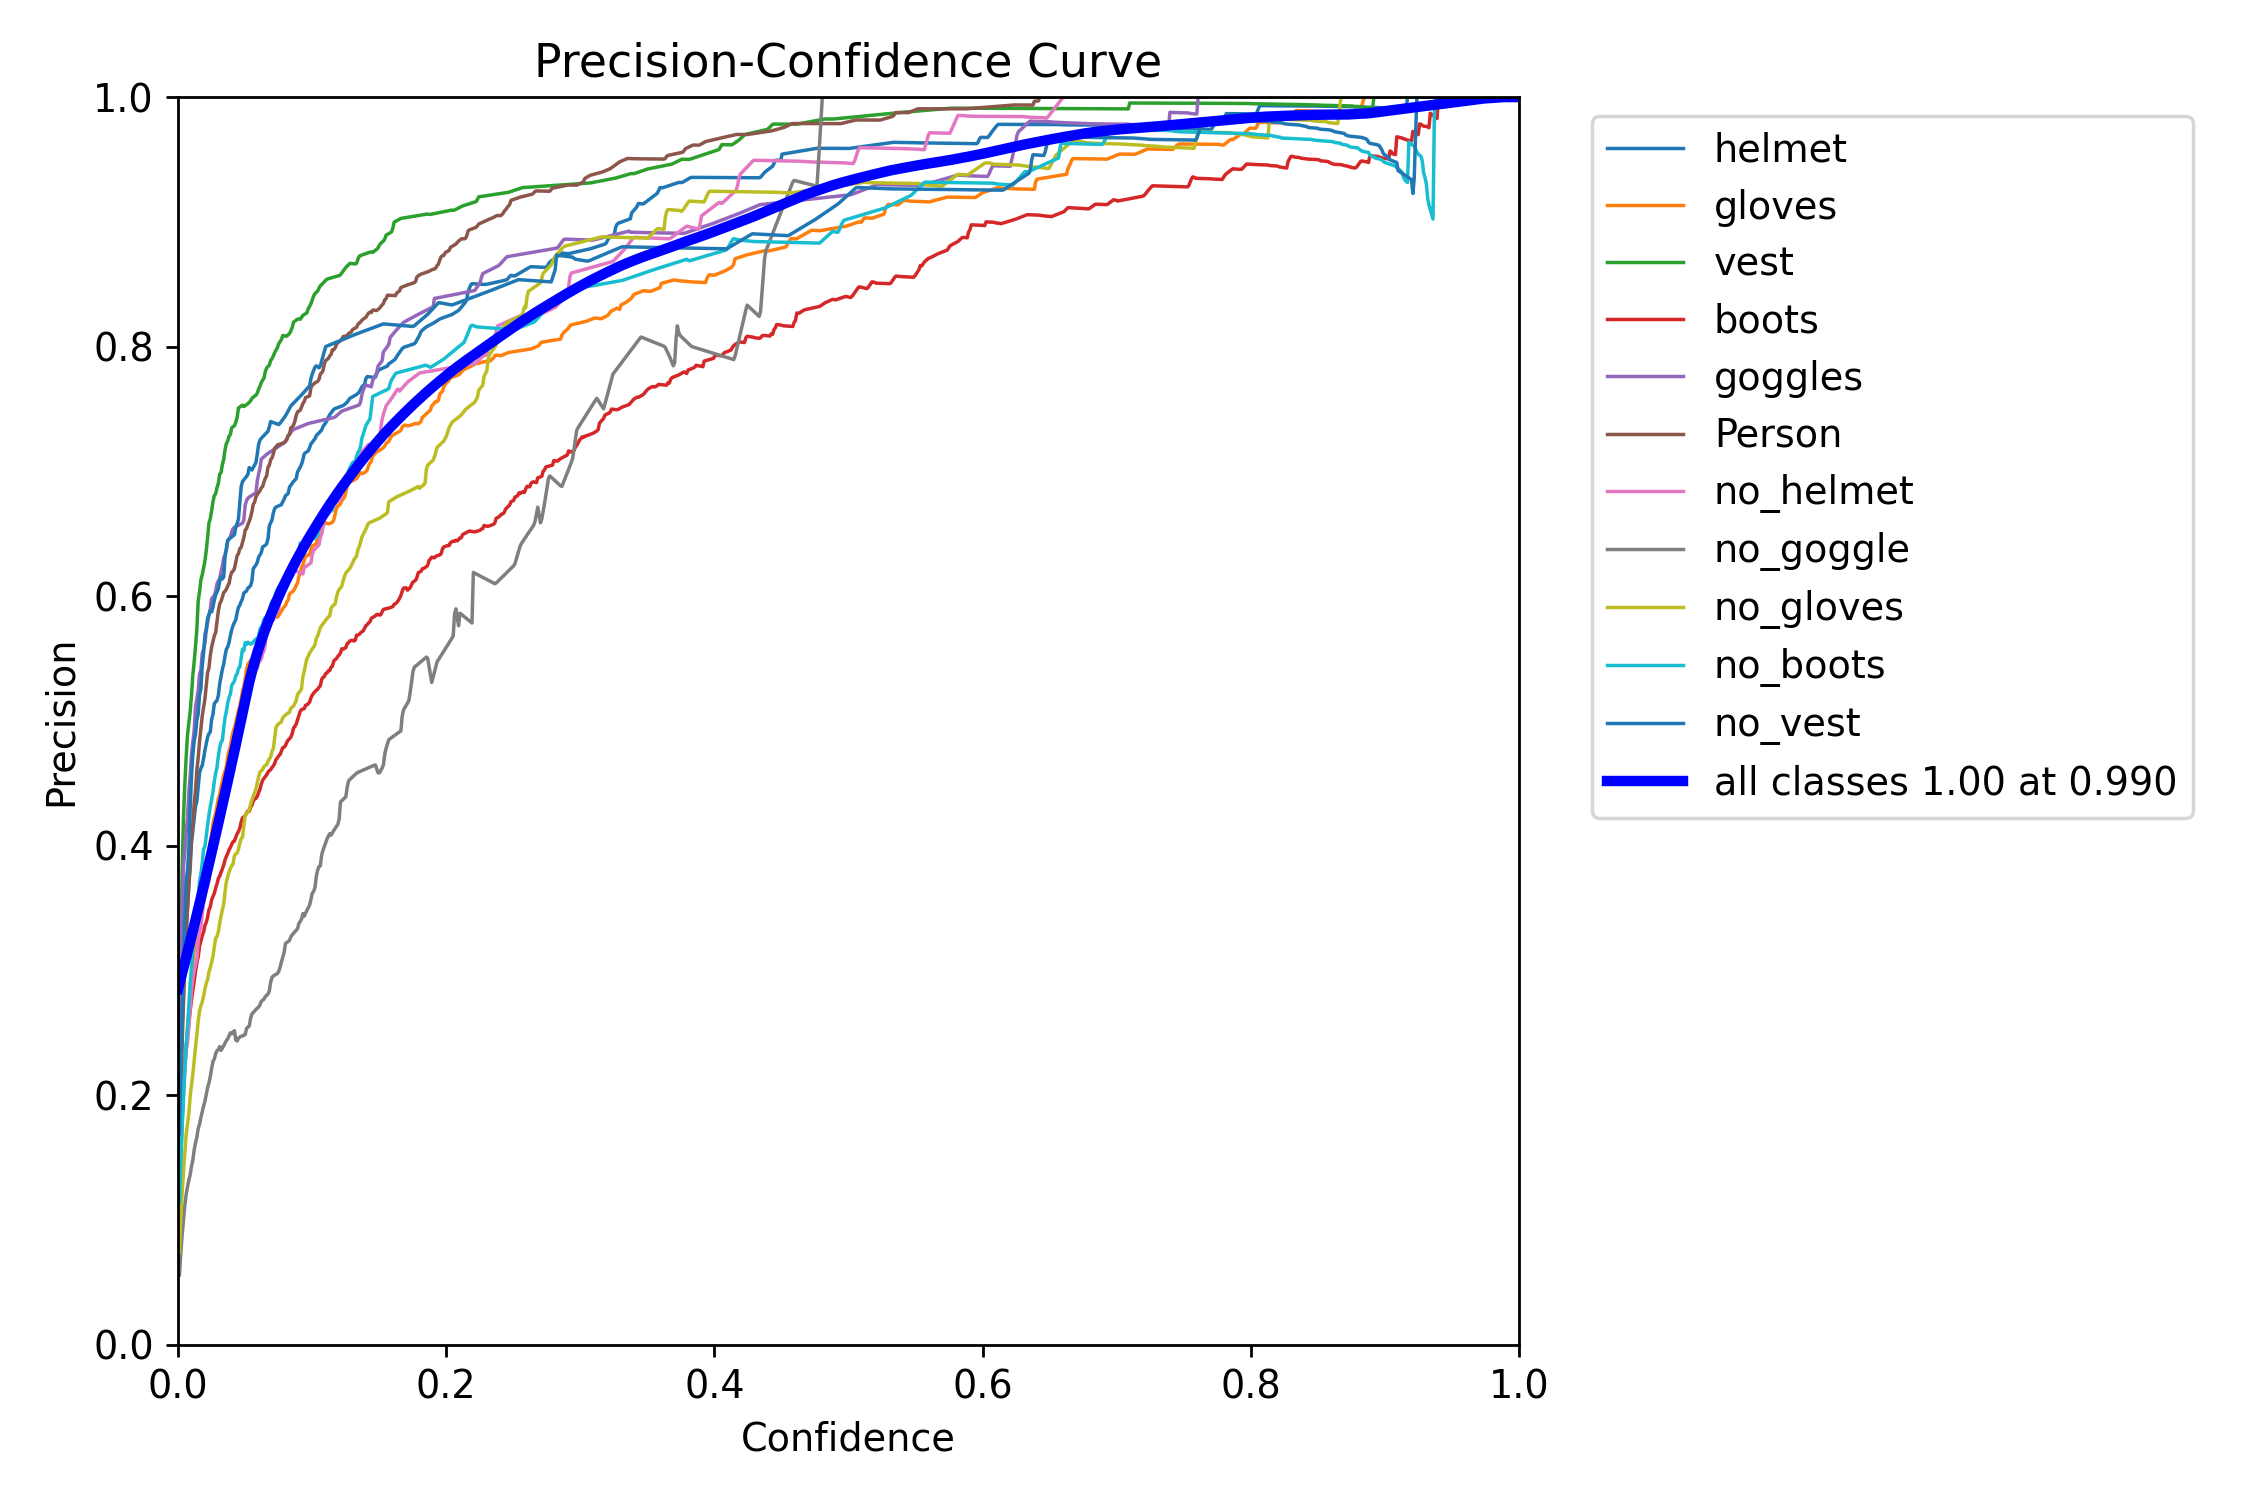 Precision-Confidence Curve
1.0
0.8
0.6
0.4
0.2
0.0
Precision
0.0 0.2 0.4 0.6 0.8 1.0
Confidence
helmet
gloves
vest
boots
goggles
Person
no_helmet
no_goggle
no_gloves
no_boots
no_vest
all classes 1.00 at 0.990